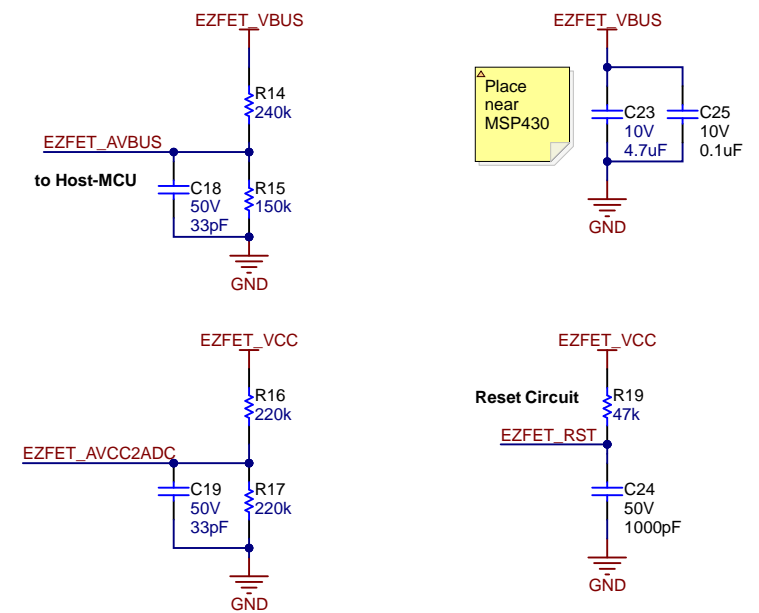 EZFET_VBUS
R14
240k
EZFET_AVBUS
to Host-MCU
C18
50V
33pF
R15
150k
GND
EZFET_VBUS
Place
near
MSP430
C23
10V
4.7uF
C25
10V
0.1uF
GND
EZFET_VCC
R16
220k
EZFET_AVCC2ADC
C19
50V
33pF
R17
220k
GND
EZFET_VCC
Reset Circuit
R19
47k
EZFET_RST
C24
50V
1000pF
GND